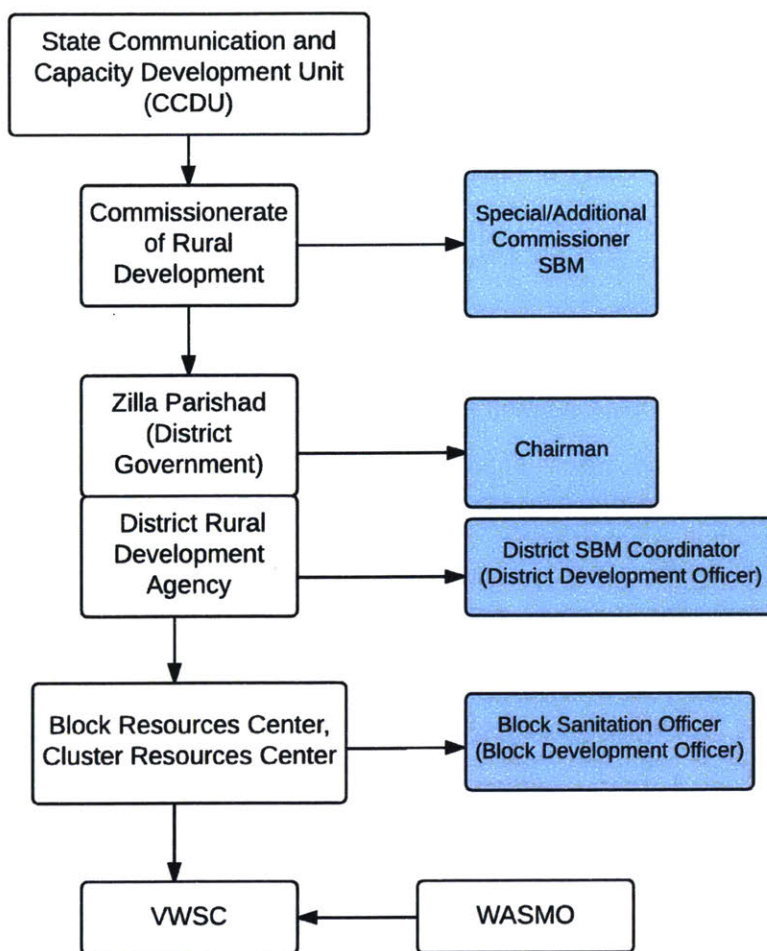 State Communication and
Capacity Development Unit
(CCDU)
Commissionerate
of Rural
Development
Special/Additional
Commissioner
SBM
Zilla Parishad
(District
Government)
Chairman
District Rural
Development
Agency
District SBM Coordinator
(District Development Officer)
Block Resources Center,
Cluster Resources Center
Block Sanitation Officer
(Block Development Officer)
VWSC
WASMO